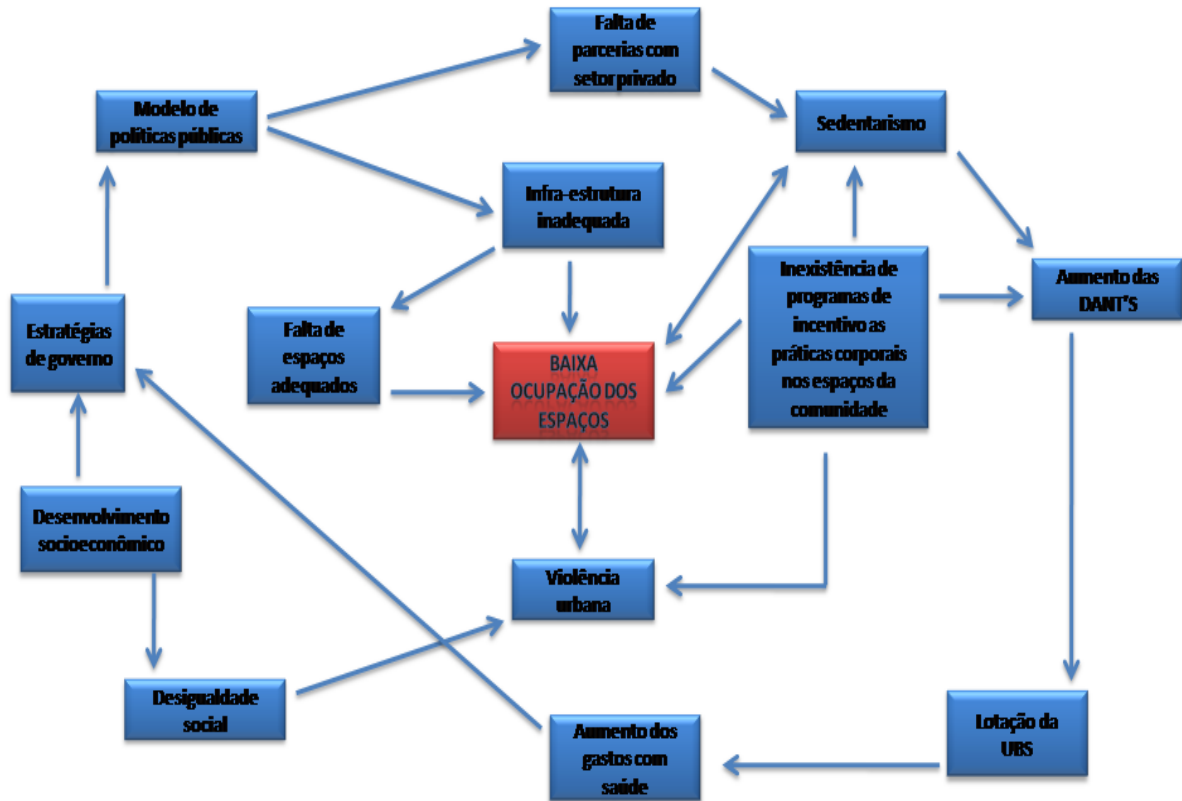 Falta de
parcerias com
setor privado
Modelo de
políticas públicas
Sedentarismo
Infra-estrutura
inadequada
Inexistência de
programas de
incentivo as
práticas corporais
nos espaços da
comunidade
Aumento das
DANT'S
Estratégias
de governo
Falta de
espaços
adequados
BAIXA
OCUPAÇÃO DOS
ESPAÇOS
Desenvolvimento
socioeconômico
Violência
urbana
Desigualdade
social
Aumento dos
gastos com
saúde
Lotação da
UBS